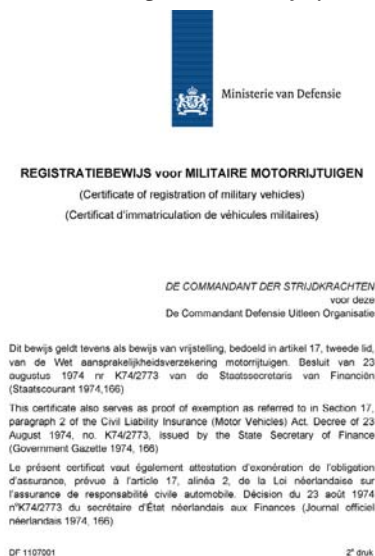 Ministerie van Defensie
REGISTRATIEBEWIJS voor MILITAIRE MOTORRIJTUIGEN
(Certificate of registration of military vehicles)
(Certificat d'immatriculation de véhicules militaires)
DE COMMANDANT DER STRIJDKRACHTEN
voor deze
De Commandant Defensie Uitleen Organisatie
Dit bewijs geldt tevens als bewijs van vrijstelling, bedoeld in artikel 17, tweede lid,
van de Wet aansprakelijkheidsverzekering motorrijtuigen. Besluit van 23
augustus 1974 nr K74/2773 van de Staatssecretaris van Financiën
(Staatscourant 1974,166)
This certificate also serves as proof of exemption as referred to in Section 17,
paragraph 2 of the Civil Liability Insurance (Motor Vehicles) Act. Decree of 23
August 1974, no. K74/2773, issued by the State Secretary of Finance
(Government Gazette 1974, 166)
Le présent certificat vaut également attestation d'exonération de l'obligation
d'assurance, prévue à l'article 17, alinéa 2, de la Loi néerlandaise sur
l'assurance de responsabilité civile automobile. Décision du 23 août 1974
n°K74/2773 du secrétaire d'État néerlandais aux Finances (Journal officiel
néerlandais 1974, 166)
DF 1107001 2e druk